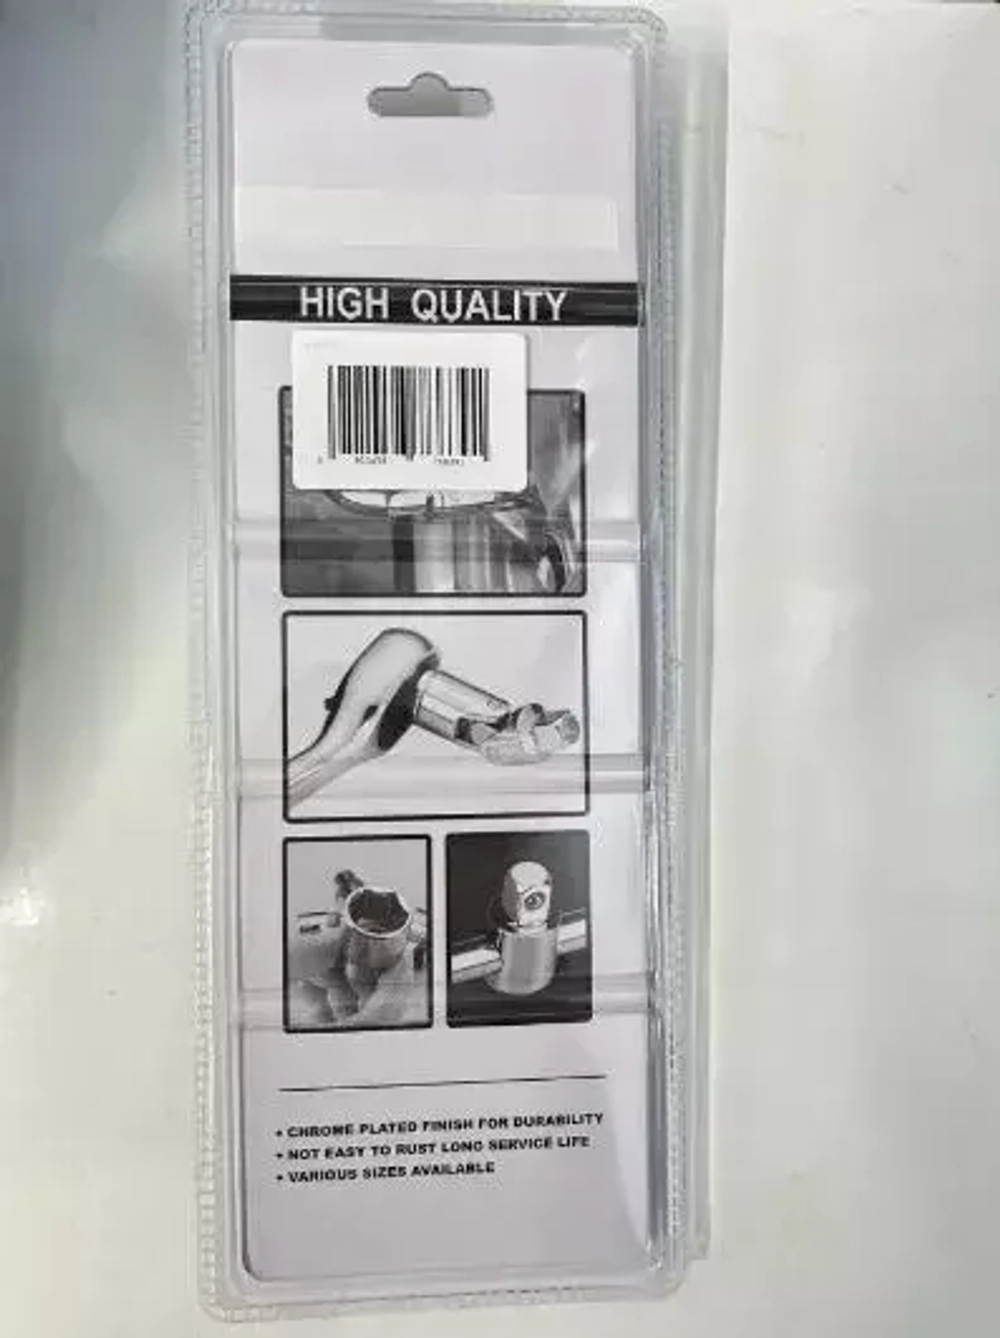 HIGH QUALITY
• CHROME PLATED FINISH FOR DURABILITY
• NOT EASY TO RUST LONG SERVICE LIFE
• VARIOUS SIZES AVAILABLE